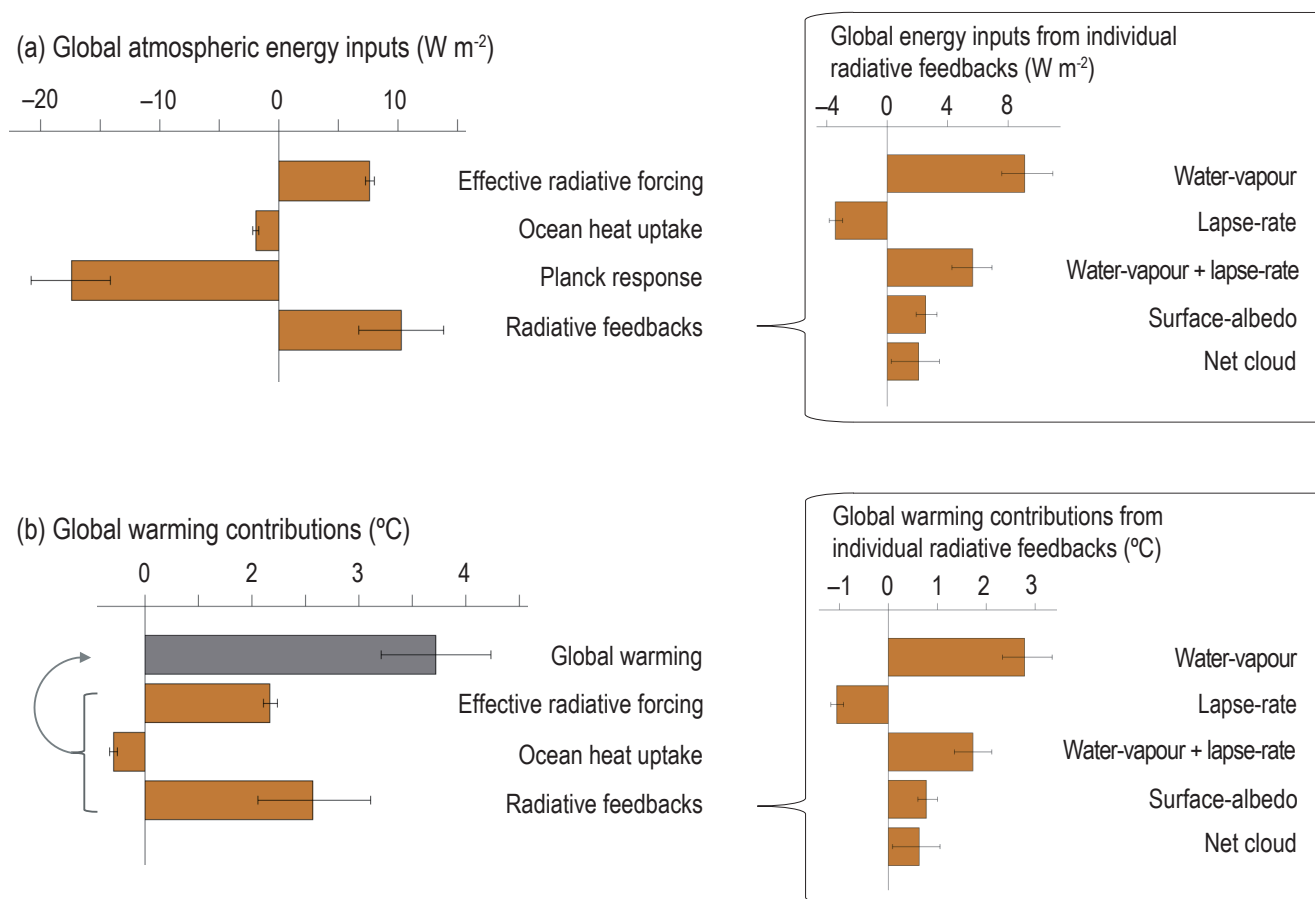 (a) Global atmospheric energy inputs (W m-2)
–20 –10 0 10
Effective radiative forcing
Ocean heat uptake
Planck response
Radiative feedbacks
Global energy inputs from individual
radiative feedbacks (W m-2)
–4 0 4 8
Water-vapour
Lapse-rate
Water-vapour + lapse-rate
Surface-albedo
Net cloud
(b) Global warming contributions (ºC)
0 2 3 4
Global warming
Effective radiative forcing
Ocean heat uptake
Radiative feedbacks
Global warming contributions from
individual radiative feedbacks (ºC)
–1 0 1 2 3
Water-vapour
Lapse-rate
Water-vapour + lapse-rate
Surface-albedo
Net cloud